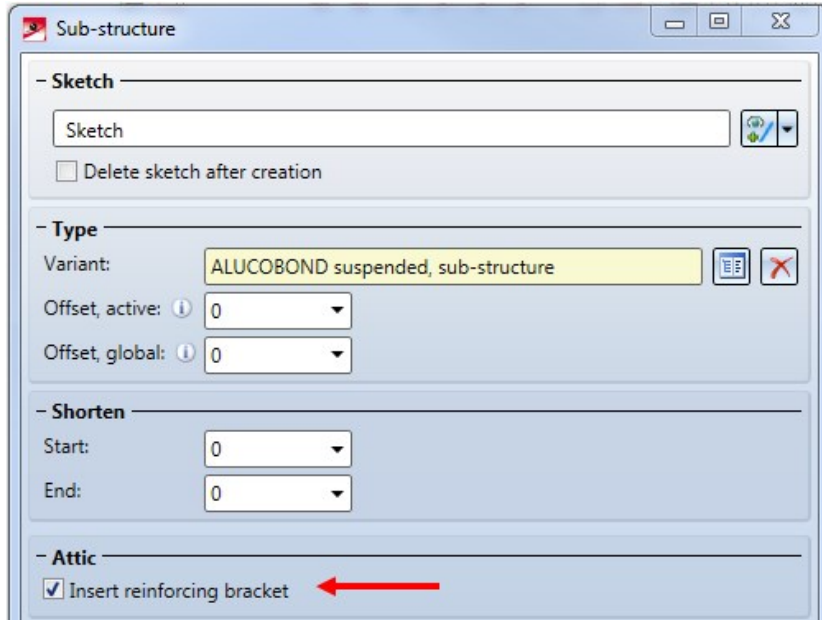 Sub-structure
Sketch
Sketch
Delete sketch after creation
Type
Variant: ALUCOBOND suspended, sub-structure
Offset, active: 0
Offset, global: 0
Shorten
Start: 0
End: 0
Attic
Insert reinforcing bracket